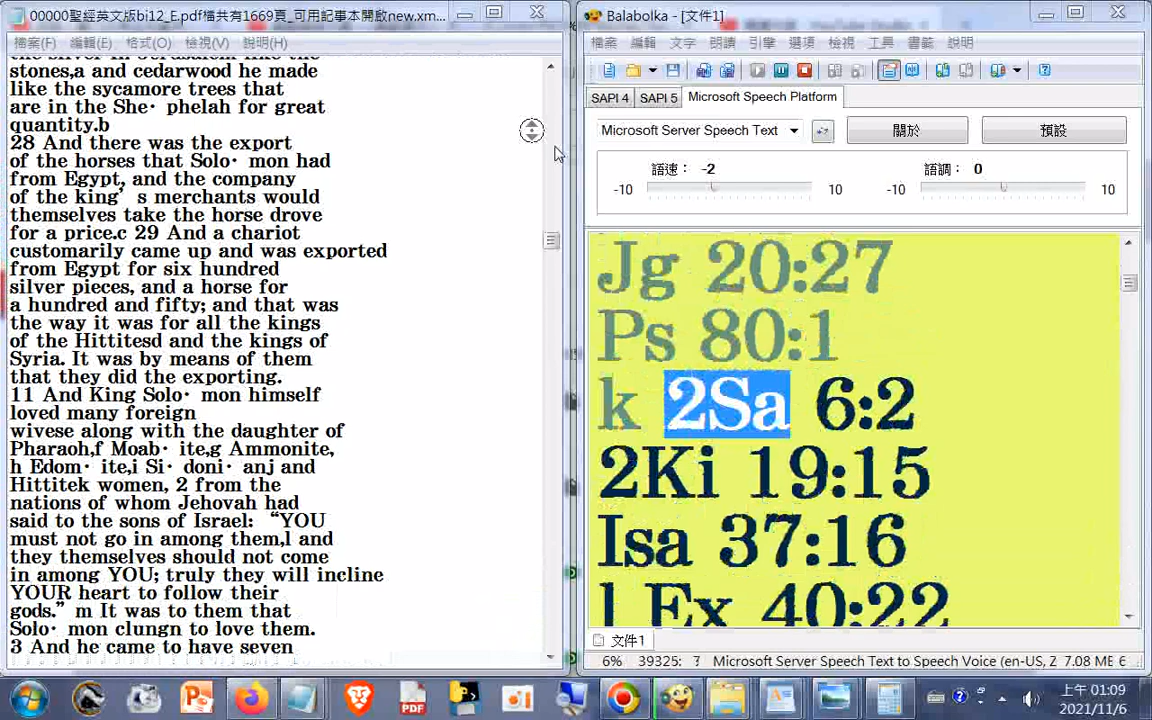 00000聖經英文版bi12_E.pdf檔共有1669頁_可用記事本開啟new.xm...
檔案(F) 編輯(E) 格式(O) 檢視(V) 說明(H)
the silver in Jerusalem like the
stones,a and cedarwood he made
like the sycamore trees that
are in the She· phelah for great
quantity.b
28 And there was the export
of the horses that Solo· mon had
from Egypt, and the company
of the king’ s merchants would
themselves take the horse drove
for a price.c 29 And a chariot
customarily came up and was exported
from Egypt for six hundred
silver pieces, and a horse for
a hundred and fifty; and that was
the way it was for all the kings
of the Hittitesd and the kings of
Syria. It was by means of them
that they did the exporting.
11 And King Solo· mon himself
loved many foreign
wivese along with the daughter of
Pharaoh,f Moab· ite,g Ammonite,
h Edom· ite,i Si· doni· anj and
Hittitek women, 2 from the
nations of whom Jehovah had
said to the sons of Israel: “YOU
must not go in among them,l and
they themselves should not come
in among YOU; truly they will incline
YOUR heart to follow their
gods.” m It was to them that
Solo· mon clungn to love them.
3 And he came to have seven
Balabolka - [文件1]
檔案 編輯 文字 朗讀 引擎 選項 檢視 工具 書籤 說明
SAPI 4 SAPI 5 Microsoft Speech Platform
Microsoft Server Speech Text 關於 預設
語速: -2 語調: 0
-10 10 -10 10
Jg 20:27
Ps 80:1
k 2Sa 6:2
2Ki 19:15
Isa 37:16
l Ex 40:22
文件1
6% 39325: 7 Microsoft Server Speech Text to Speech Voice (en-US, Z 7.08 MB 6
上午 01:09
2021/11/6